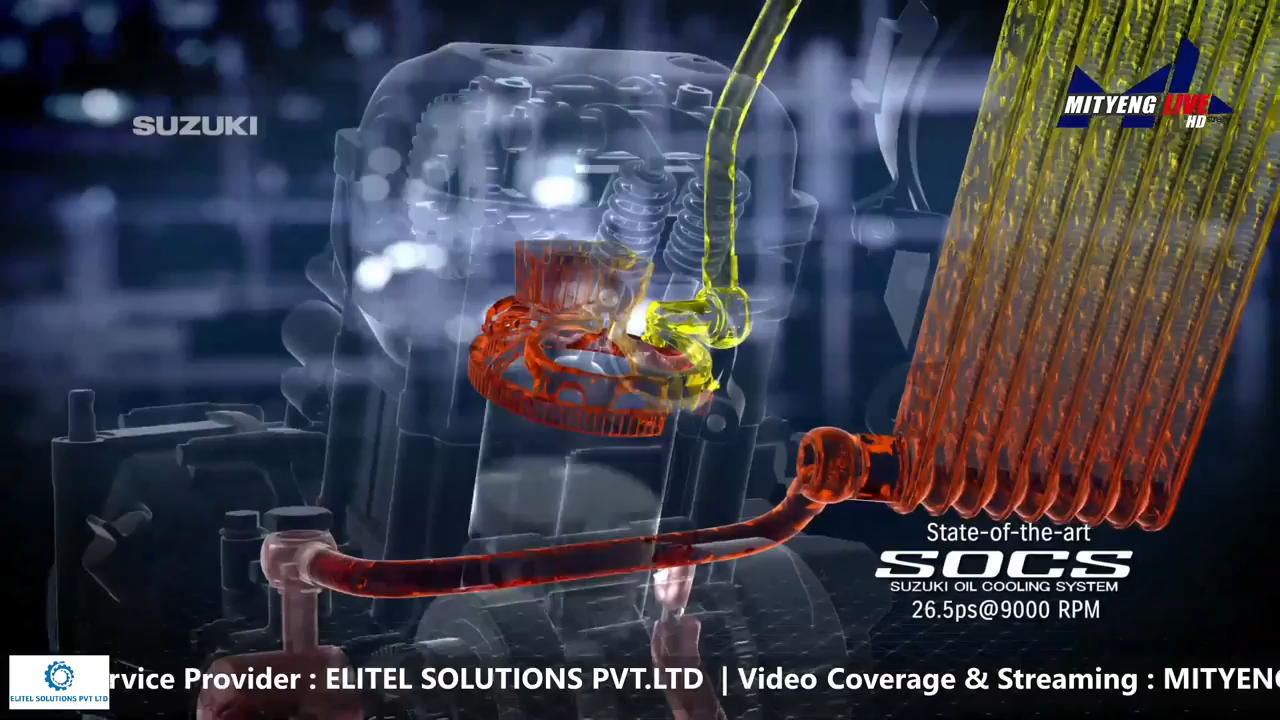 SUZUKI
MITYENG LIVE
HD
State-of-the-art
SOCS
SUZUKI OIL COOLING SYSTEM
26.5ps@9000 RPM
rvice Provider : ELITEL SOLUTIONS PVT.LTD | Video Coverage & Streaming : MITYENG
ELITEL SOLUTIONS PVT LTD